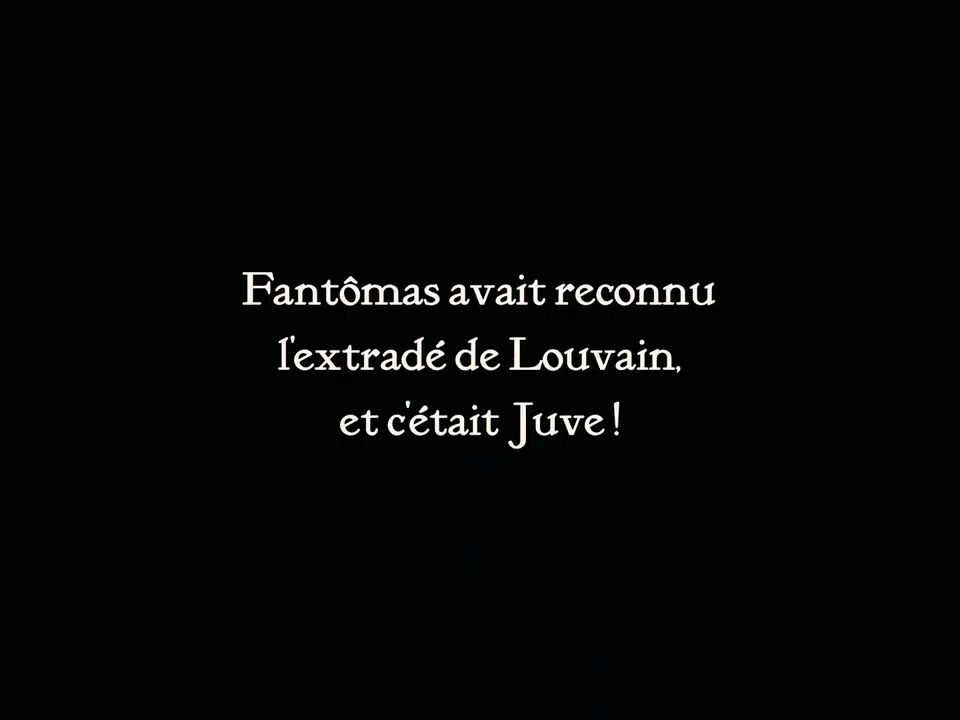 Fantômas avait reconnu
l'extradé de Louvain,
et c'était Juve !